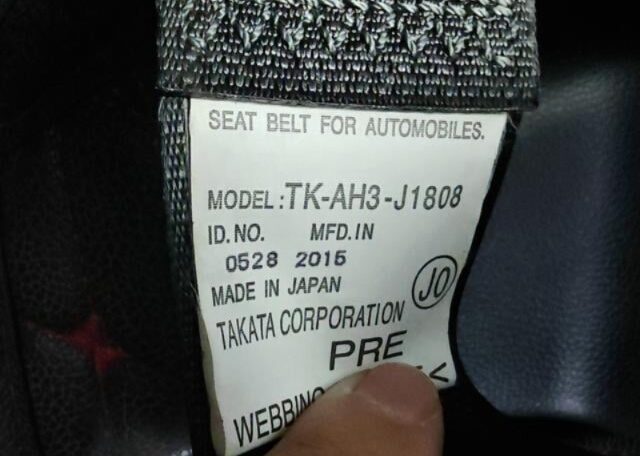 SEAT BELT FOR AUTOMOBILES.
MODEL:TK-AH3-J1808
ID.NO. MFD.IN
0528 2015
MADE IN JAPAN
JO
TAKATA CORPORATION
PRE